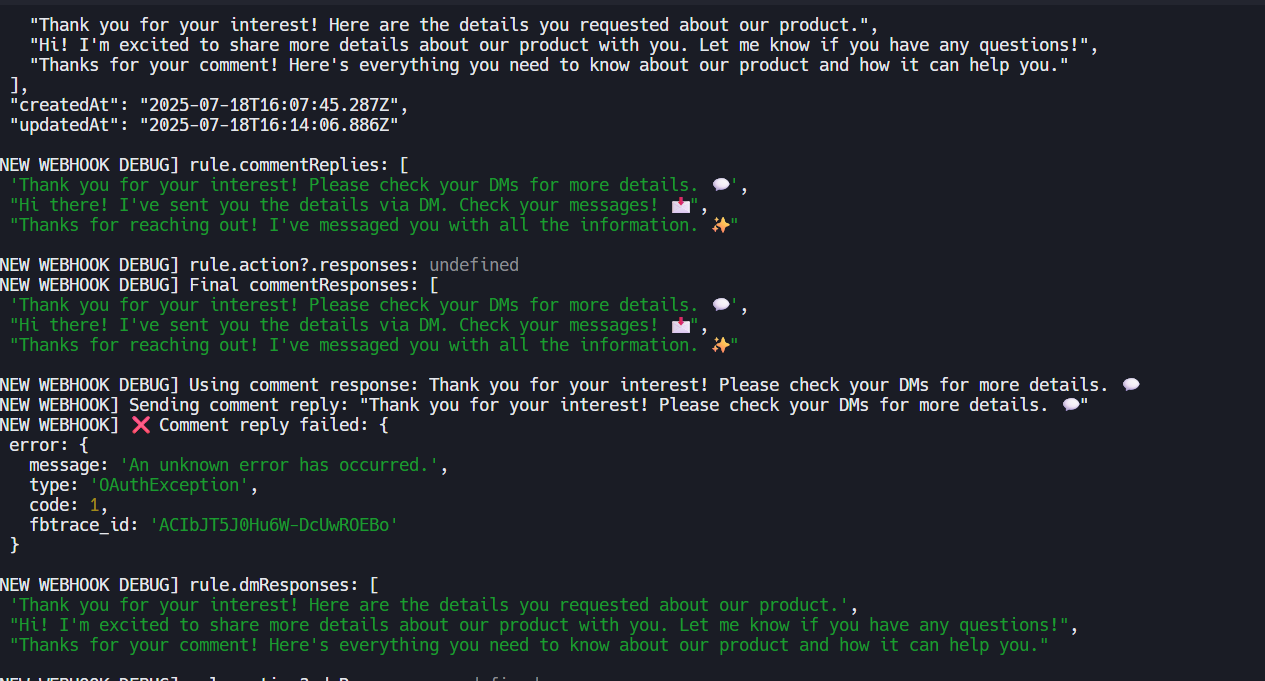 "Thank you for your interest! Here are the details you requested about our product.",
"Hi! I'm excited to share more details about our product with you. Let me know if you have any questions!",
"Thanks for your comment! Here's everything you need to know about our product and how it can help you."
],
"createdAt": "2025-07-18T16:07:45.287Z",
"updatedAt": "2025-07-18T16:14:06.886Z"
NEW WEBHOOK DEBUG] rule.commentReplies: [
'Thank you for your interest! Please check your DMs for more details. 💬',
"Hi there! I've sent you the details via DM. Check your messages! 📩",
"Thanks for reaching out! I've messaged you with all the information. ✨"
NEW WEBHOOK DEBUG] rule.action?.responses: undefined
NEW WEBHOOK DEBUG] Final commentResponses: [
'Thank you for your interest! Please check your DMs for more details. 💬',
"Hi there! I've sent you the details via DM. Check your messages! 📩",
"Thanks for reaching out! I've messaged you with all the information. ✨"
NEW WEBHOOK DEBUG] Using comment response: Thank you for your interest! Please check your DMs for more details. 💬
NEW WEBHOOK] Sending comment reply: "Thank you for your interest! Please check your DMs for more details. 💬"
NEW WEBHOOK] ❌ Comment reply failed: {
error: {
message: 'An unknown error has occurred.',
type: 'OAuthException',
code: 1,
fbtrace_id: 'ACIbJT5J0Hu6W-DcUwROEBo'
}
NEW WEBHOOK DEBUG] rule.dmResponses: [
'Thank you for your interest! Here are the details you requested about our product.',
"Hi! I'm excited to share more details about our product with you. Let me know if you have any questions!",
"Thanks for your comment! Here's everything you need to know about our product and how it can help you."
NEW WEBHOOK DEBUG]